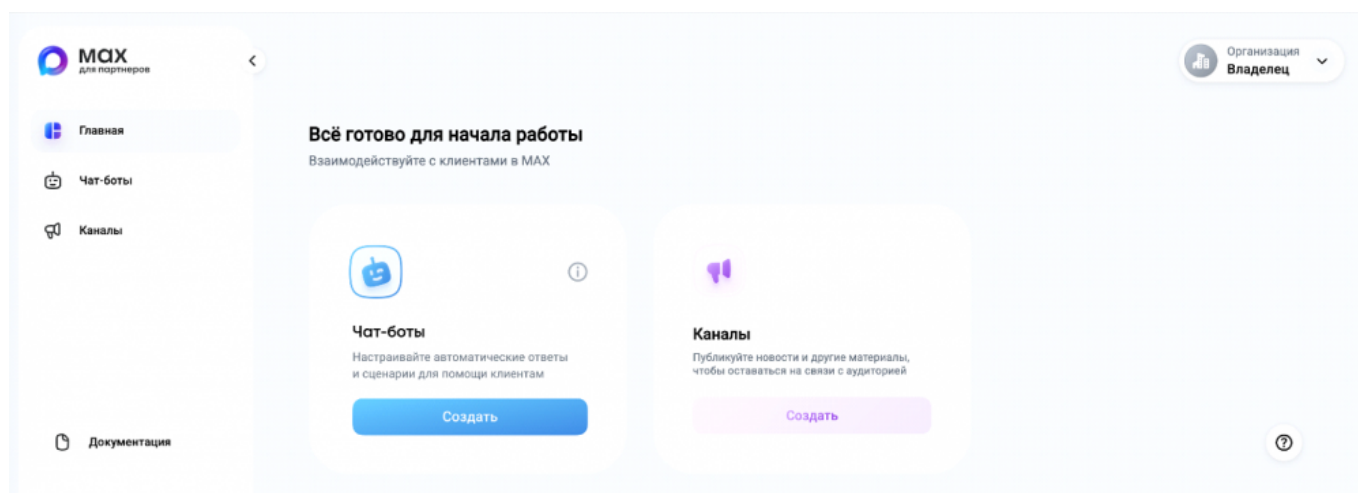 max
для партнеров
Организация
Владелец
Главная
Чат-боты
Каналы
Документация
Всё готово для начала работы
Взаимодействуйте с клиентами в MAX
Чат-боты
Настраивайте автоматические ответы
и сценарии для помощи клиентам
Создать
Каналы
Публикуйте новости и другие материалы,
чтобы оставаться на связи с аудиторией
Создать